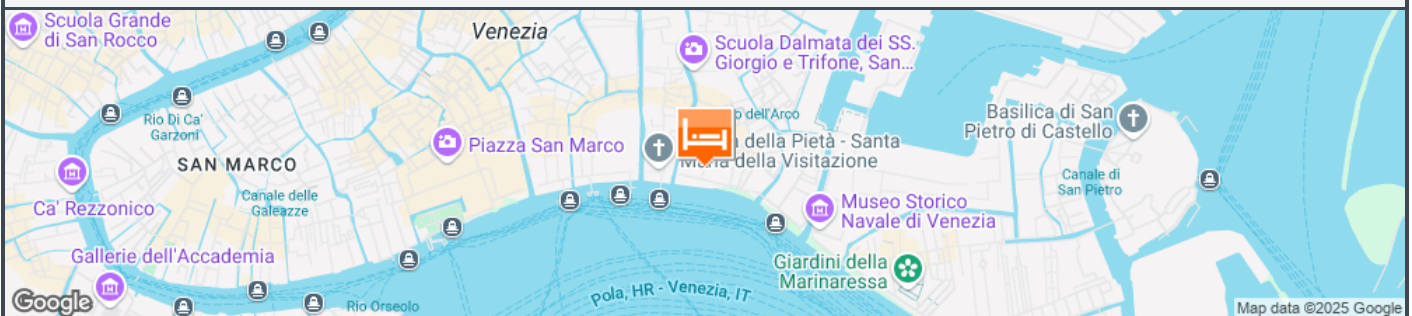 Scuola Grande
di San Rocco
Venezia
Scuola Dalmata dei SS.
Giorgio e Trifone, San...
Rio Di Ca'
Garzoni
dell'Arco
Basilica di San
Pietro di Castello
Piazza San Marco
della Pietà - Santa
della Visitazione
SAN MARCO
Canale delle
Galeazze
Canale di
San Pietro
Ca' Rezzonico
Museo Storico
Navale di Venezia
Gallerie dell'Accademia
Giardini della
Marinaressa
Pola, HR - Venezia, IT
Rio Orseolo
Google
Map data ©2025 Google